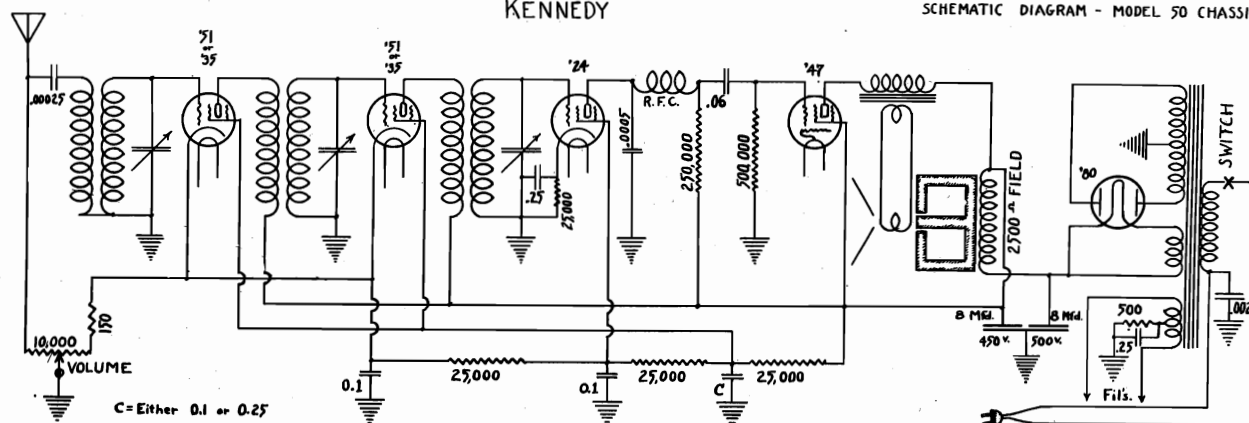 KENNEDY
SCHEMATIC DIAGRAM - MODEL 50 CHASSI
'51
or
'35
'51
or
'35
'24
'47
'80
SWITCH
.00025
R.F.C.
.06
.0005
250,000
500,000
.25
25,000
2500 Ω FIELD
150
10,000
VOLUME
8 Mfd.
450 v.
8 Mfd.
500 v.
500
.25
.002
0.1
25,000
0.1
25,000
C
25,000
Fil's.
C=Either 0.1 or 0.25